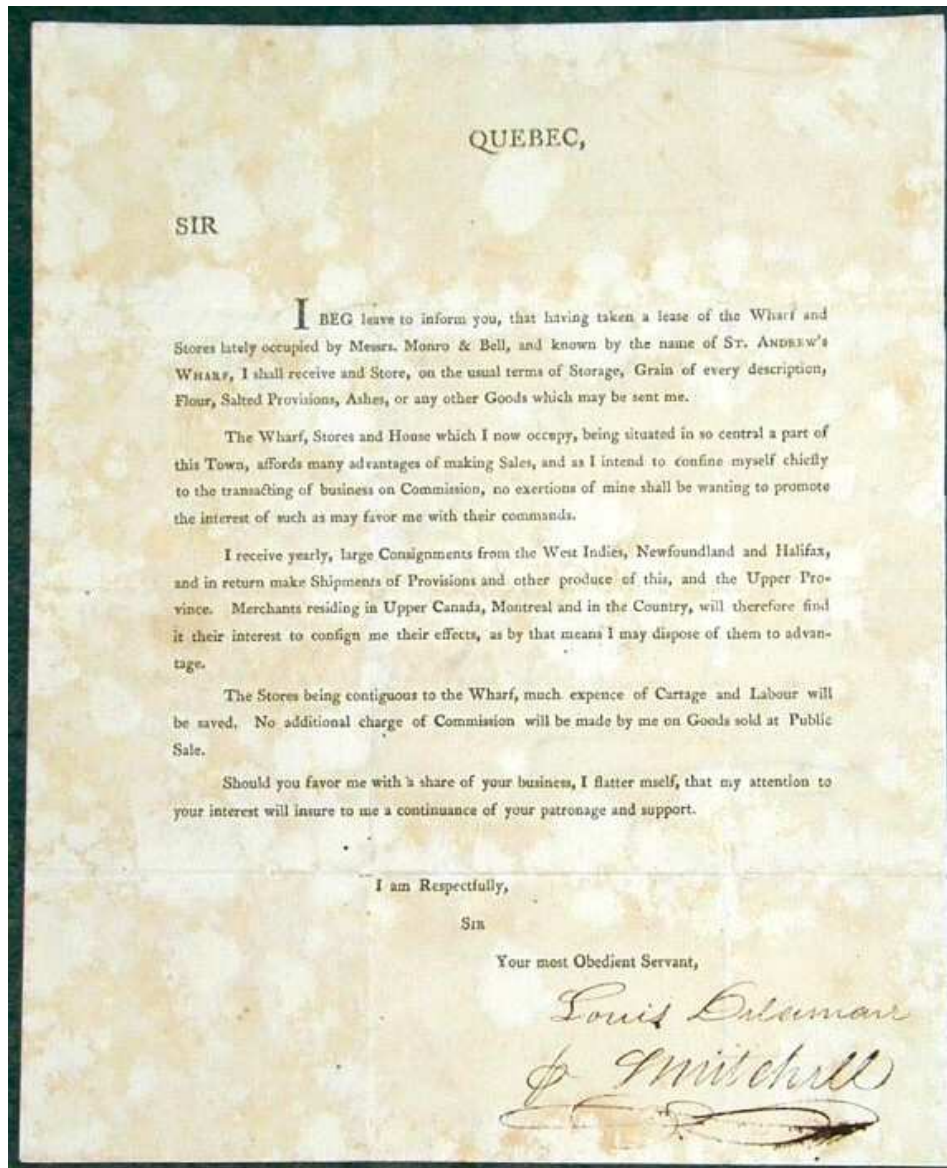 QUEBEC,
SIR
I BEG leave to inform you, that having taken a lease of the Wharf and
Stores lately occupied by Messrs. Monro & Bell, and known by the name of ST. ANDREW'S
WHARF, I shall receive and Store, on the usual terms of Storage, Grain of every description,
Flour, Salted Provisions, Ashes, or any other Goods which may be sent me.
The Wharf, Stores and House which I now occupy, being situated in so central a part of
this Town, affords many advantages of making Sales, and as I intend to confine myself chiefly
to the transacting of business on Commission, no exertions of mine shall be wanting to promote
the interest of such as may favor me with their commands.
I receive yearly, large Consignments from the West Indies, Newfoundland and Halifax,
and in return make Shipments of Provisions and other produce of this, and the Upper Pro-
vince. Merchants residing in Upper Canada, Montreal and in the Country, will therefore find
it their interest to consign me their effects, as by that means I may dispose of them to advan-
tage.
The Stores being contiguous to the Wharf, much expence of Cartage and Labour will
be saved. No additional charge of Commission will be made by me on Goods sold at Public
Sale.
Should you favor me with a share of your business, I flatter mself, that my attention to
your interest will insure to me a continuance of your patronage and support.
I am Respectfully,
SIR
Your most Obedient Servant,
Louis
Mitchell